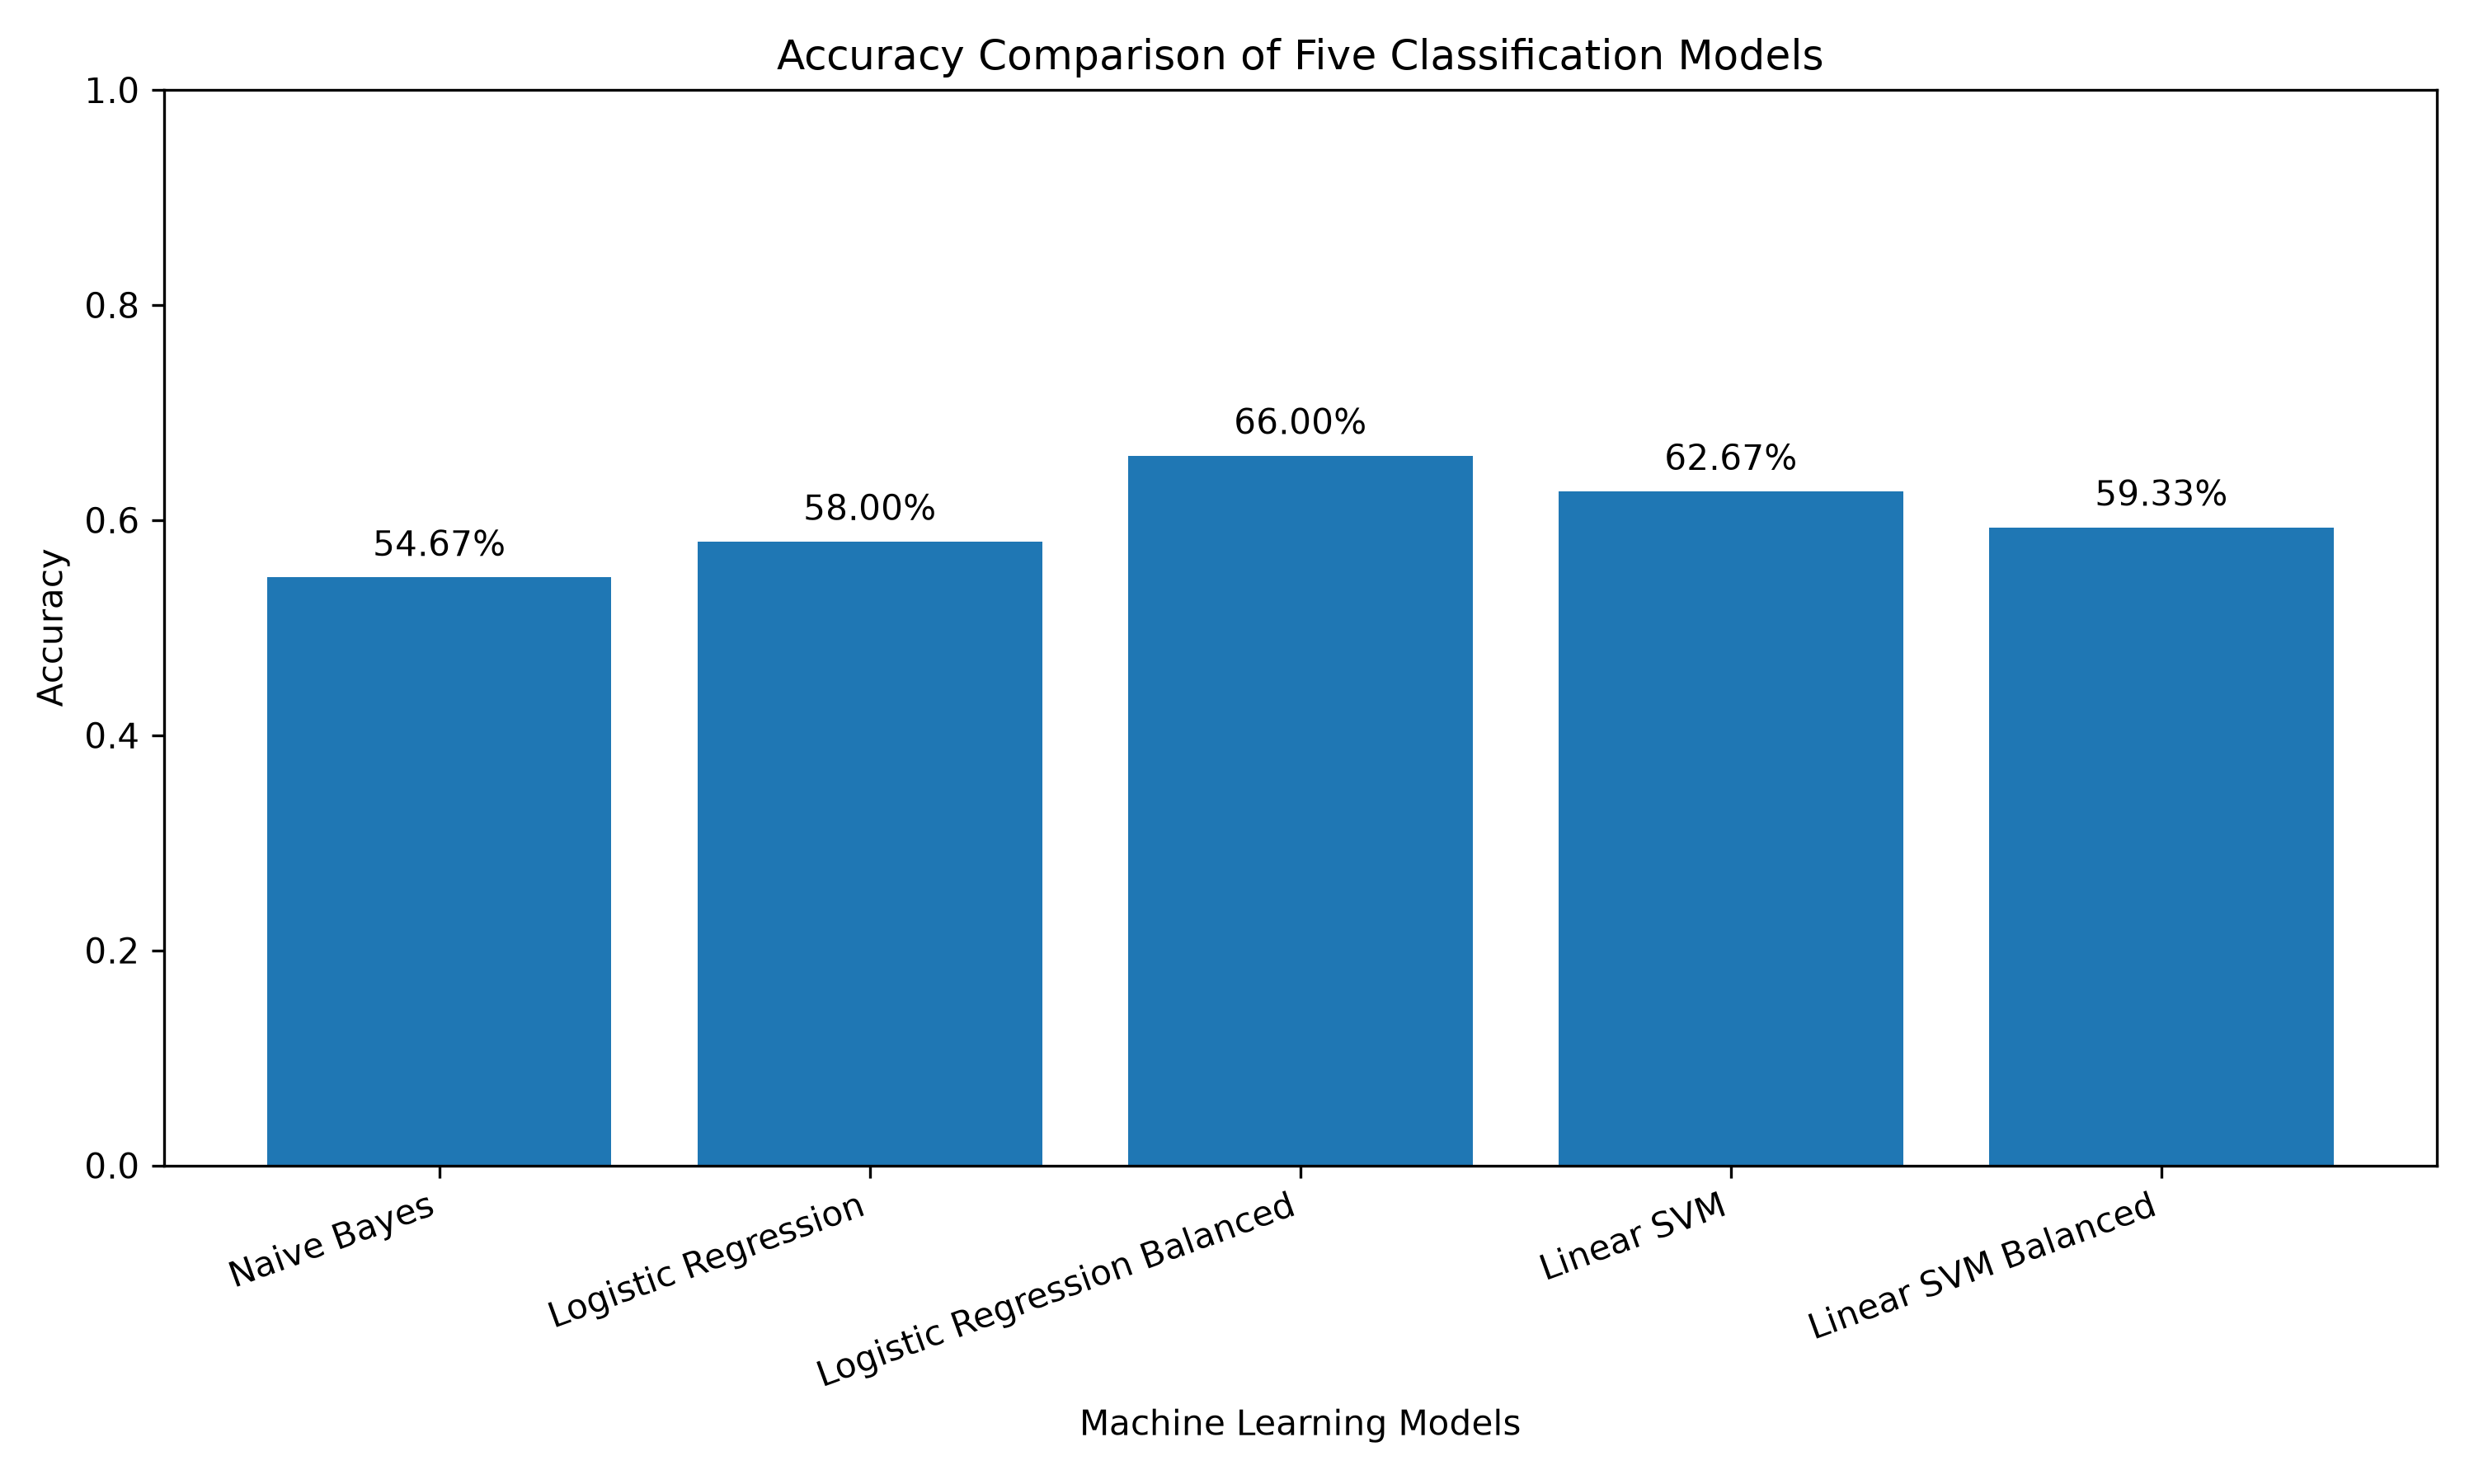 Accuracy Comparison of Five Classification Models
1.0
0.8
0.6
0.4
0.2
0.0
Accuracy
54.67%
58.00%
66.00%
62.67%
59.33%
Naive Bayes
Logistic Regression
Logistic Regression Balanced
Linear SVM
Linear SVM Balanced
Machine Learning Models